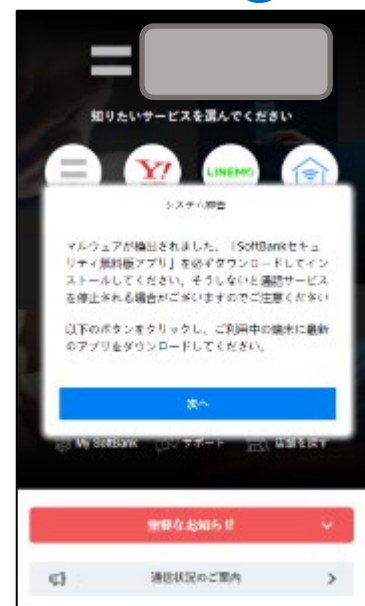 知りたいサービスを選んでください
Y!
LINEMO
システム警告
マルウェアが検出されました、「SoftBankセキュ
リティ無料板アプリ」を必ずダウンロードしてイン
ストールしてください。そうしないと通話サービス
を停止される場合がございますのでご注意ください
以下のボタンをクリックし、ご利用中の端末に最新
のアプリをダウンロードしてください。
次へ
My SoftBank
サポート
店舗を探す
重要なお知らせ
通信状況のご案内